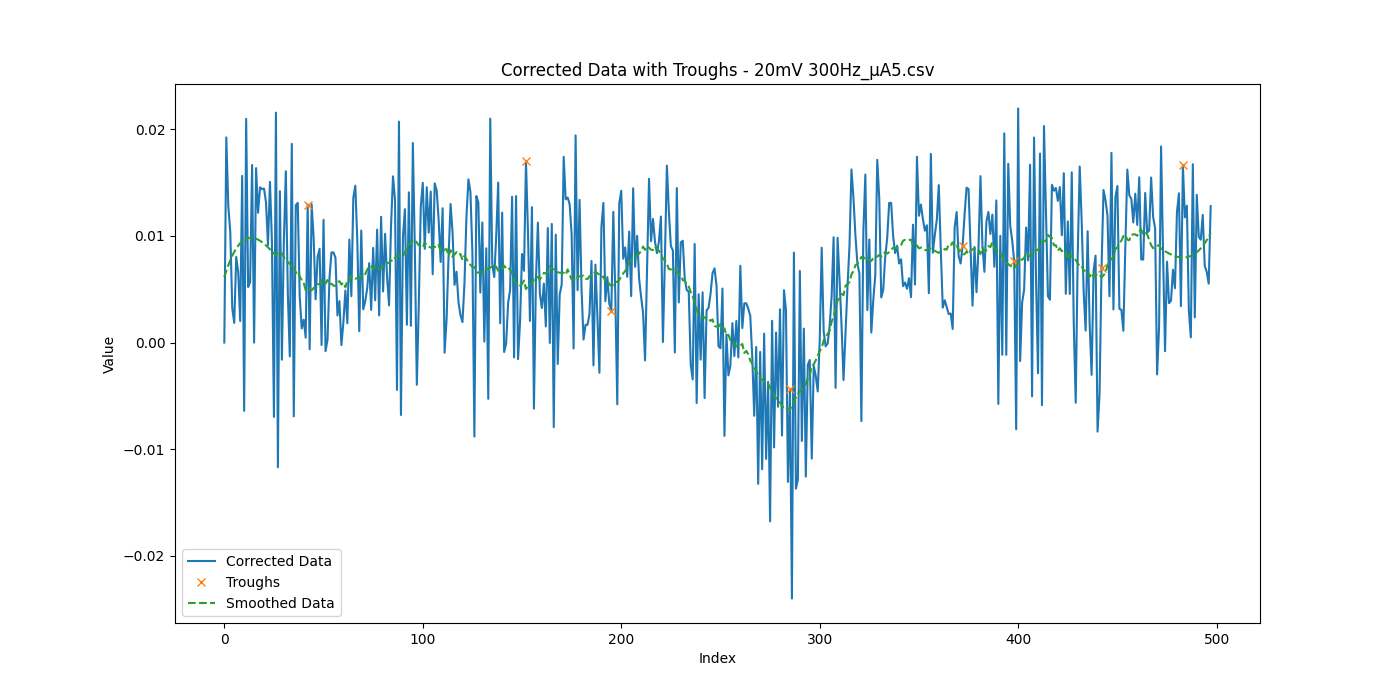 Corrected Data with Troughs - 20mV 300Hz_µA5.csv
0.02
0.01
0.00
−0.01
−0.02
Value
Corrected Data
Troughs
Smoothed Data
0 100 200 300 400 500
Index